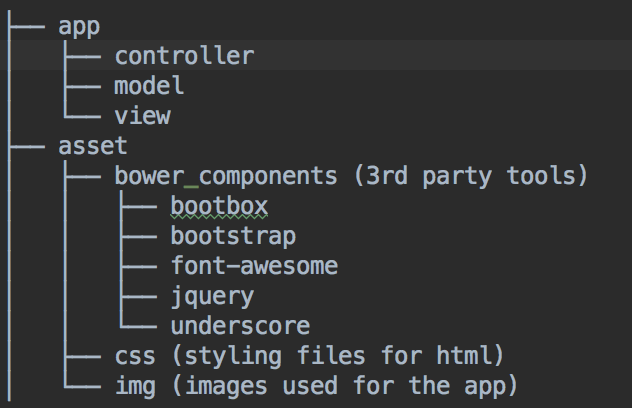 ├── app
│   ├── controller
│   ├── model
│   └── view
├── asset
│   ├── bower_components (3rd party tools)
│   │   ├── bootbox
│   │   ├── bootstrap
│   │   ├── font-awesome
│   │   ├── jquery
│   │   └── underscore
│   ├── css (styling files for html)
│   └── img (images used for the app)